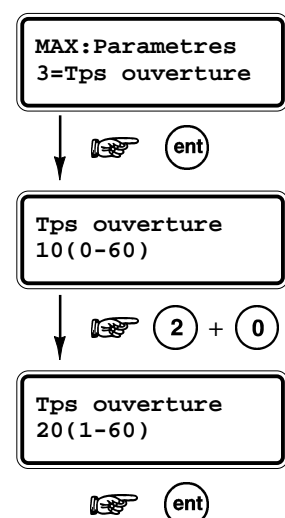 MAX:Parametres
3=Tps ouverture
ent
Tps ouverture
10(0-60)
2 + 0
Tps ouverture
20(1-60)
ent